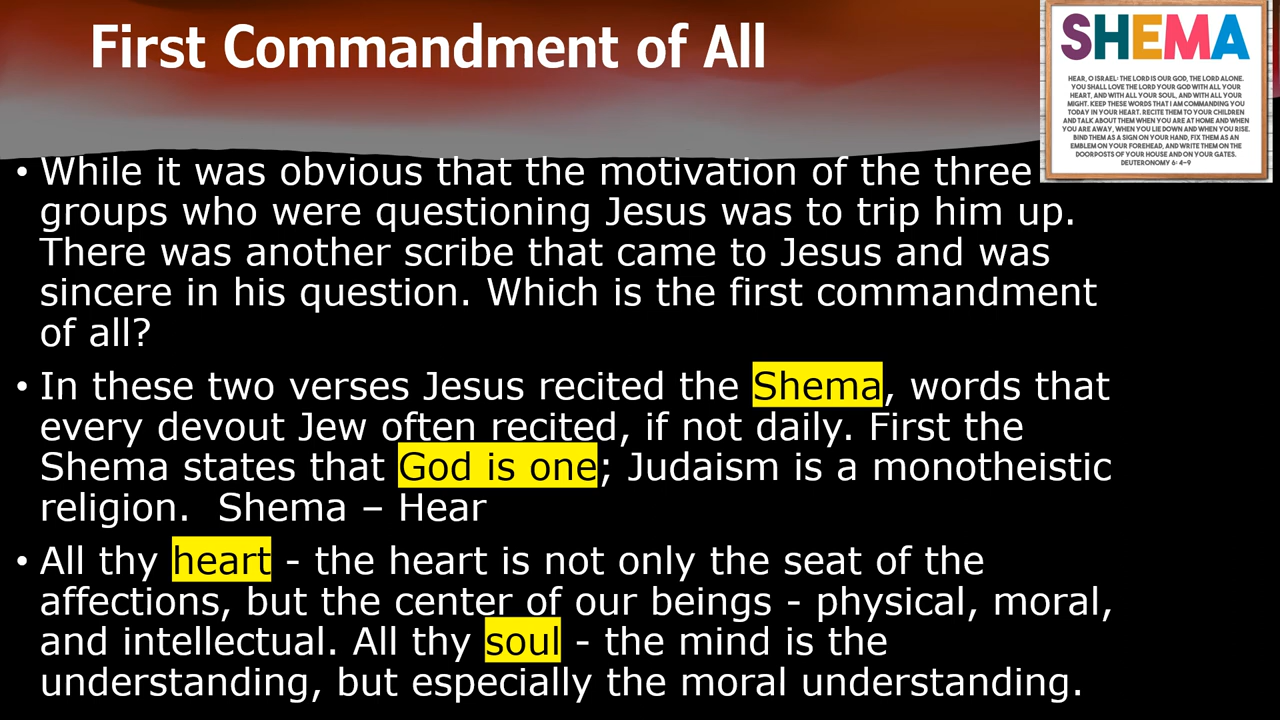 First Commandment of All
SHEMA
HEAR, O ISRAEL: THE LORD IS OUR GOD, THE LORD ALONE.
YOU SHALL LOVE THE LORD YOUR GOD WITH ALL YOUR
HEART, AND WITH ALL YOUR SOUL, AND WITH ALL YOUR
MIGHT. KEEP THESE WORDS THAT I AM COMMANDING YOU
TODAY IN YOUR HEART. RECITE THEM TO YOUR CHILDREN
AND TALK ABOUT THEM WHEN YOU ARE AT HOME AND WHEN
YOU ARE AWAY, WHEN YOU LIE DOWN AND WHEN YOU RISE.
BIND THEM AS A SIGN ON YOUR HAND, FIX THEM AS AN
EMBLEM ON YOUR FOREHEAD, AND WRITE THEM ON THE
DOORPOSTS OF YOUR HOUSE AND ON YOUR GATES.
DEUTERONOMY 6: 4-9
• While it was obvious that the motivation of the three
groups who were questioning Jesus was to trip him up.
There was another scribe that came to Jesus and was
sincere in his question. Which is the first commandment
of all?
• In these two verses Jesus recited the Shema, words that
every devout Jew often recited, if not daily. First the
Shema states that God is one; Judaism is a monotheistic
religion.  Shema – Hear
• All thy heart - the heart is not only the seat of the
affections, but the center of our beings - physical, moral,
and intellectual. All thy soul - the mind is the
understanding, but especially the moral understanding.